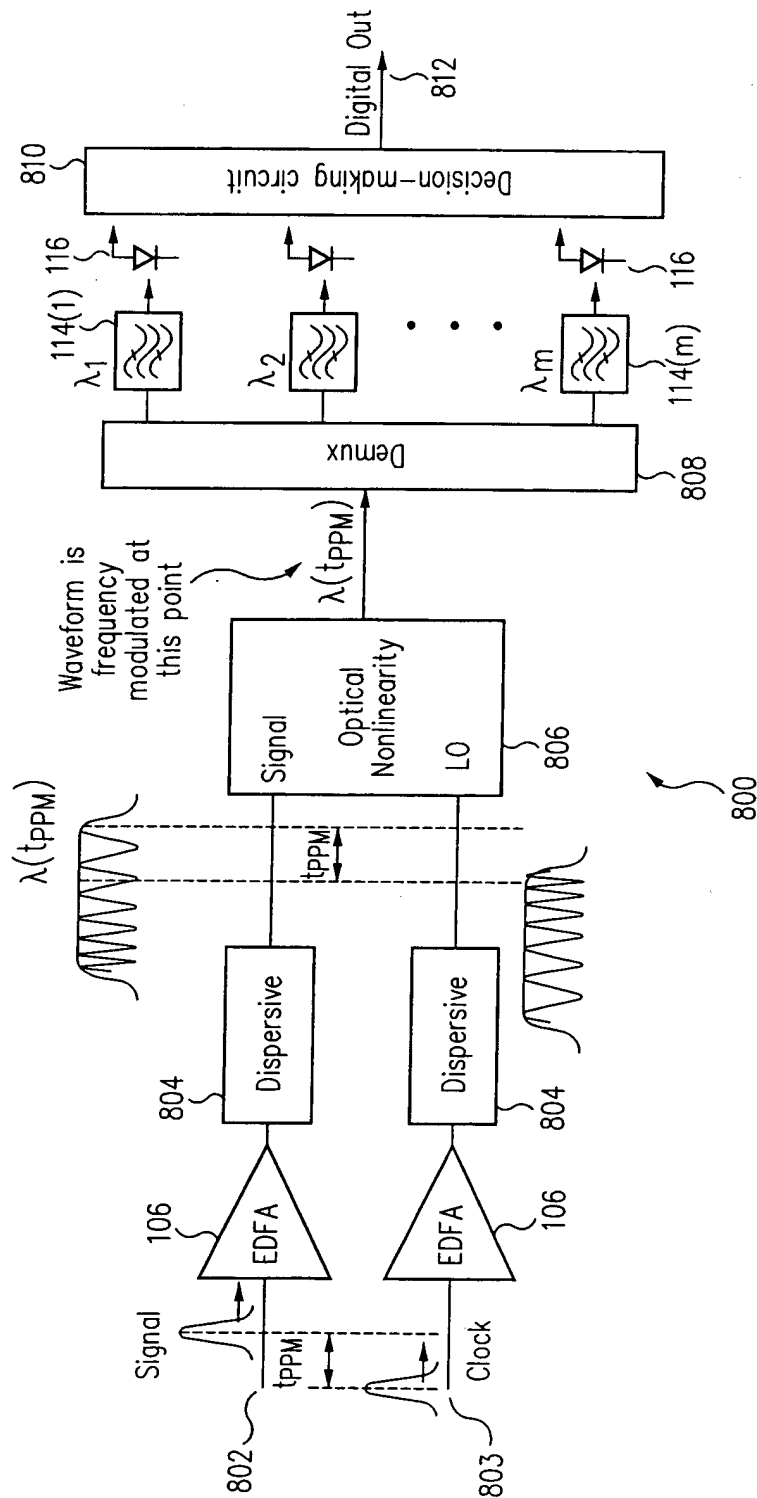 802
Signal
tPPM
803
Clock
106
EDFA
106
EDFA
804
Dispersive
804
Dispersive
λ(tPPM)
tPPM
Signal
Optical
Nonlinearity
LO
806
Waveform is
frequency
modulated at
this point
λ(tPPM)
Demux
808
λ1
114(1)
116
λ2
λm
114(m)
116
Decision-making circuit
810
Digital Out
812
800